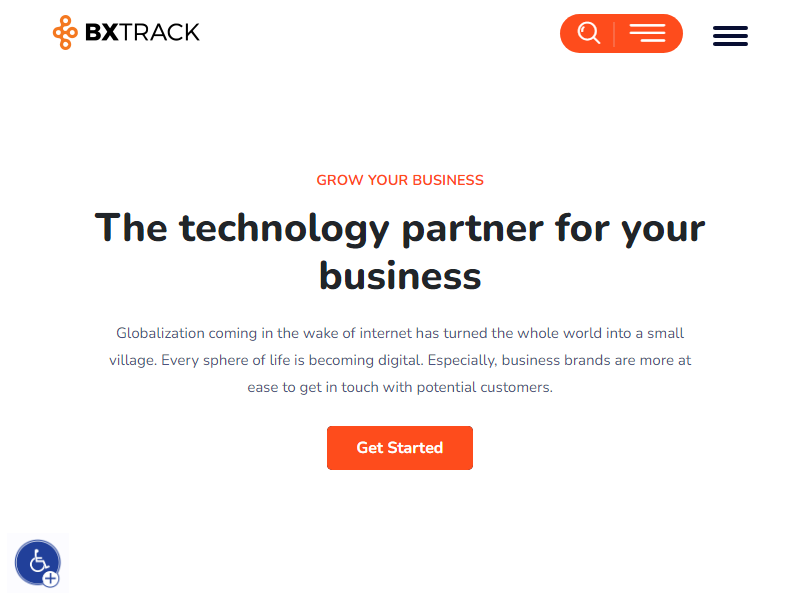 BXTRACK
GROW YOUR BUSINESS
The technology partner for your
business
Globalization coming in the wake of internet has turned the whole world into a small
village. Every sphere of life is becoming digital. Especially, business brands are more at
ease to get in touch with potential customers.
Get Started